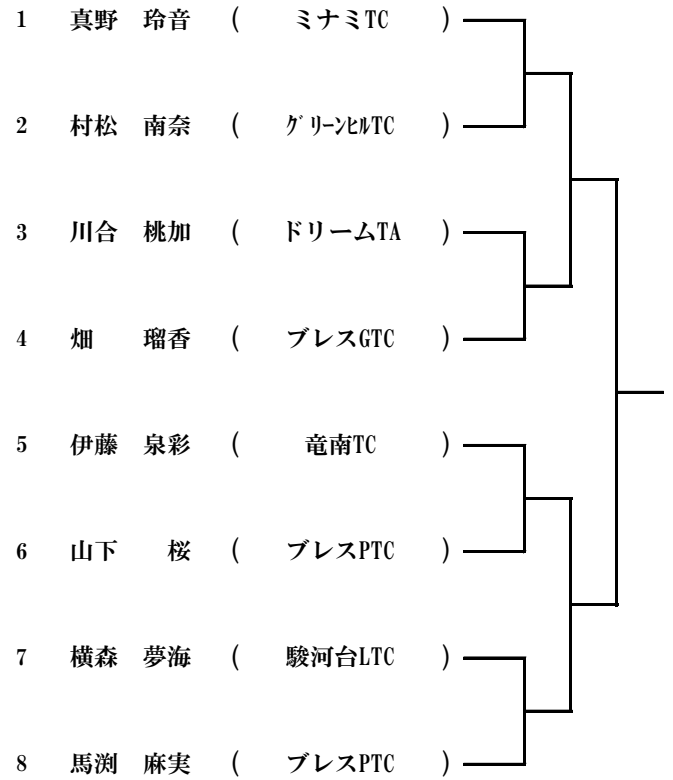 1 真野 玲音 ( ミナミTC )
2 村松 南奈 ( グリーンヒルTC )
3 川合 桃加 ( ドリームTA )
4 畑 瑠香 ( ブレスGTC )
5 伊藤 泉彩 ( 竜南TC )
6 山下 桜 ( ブレスPTC )
7 横森 夢海 ( 駿河台LTC )
8 馬渕 麻実 ( ブレスPTC )